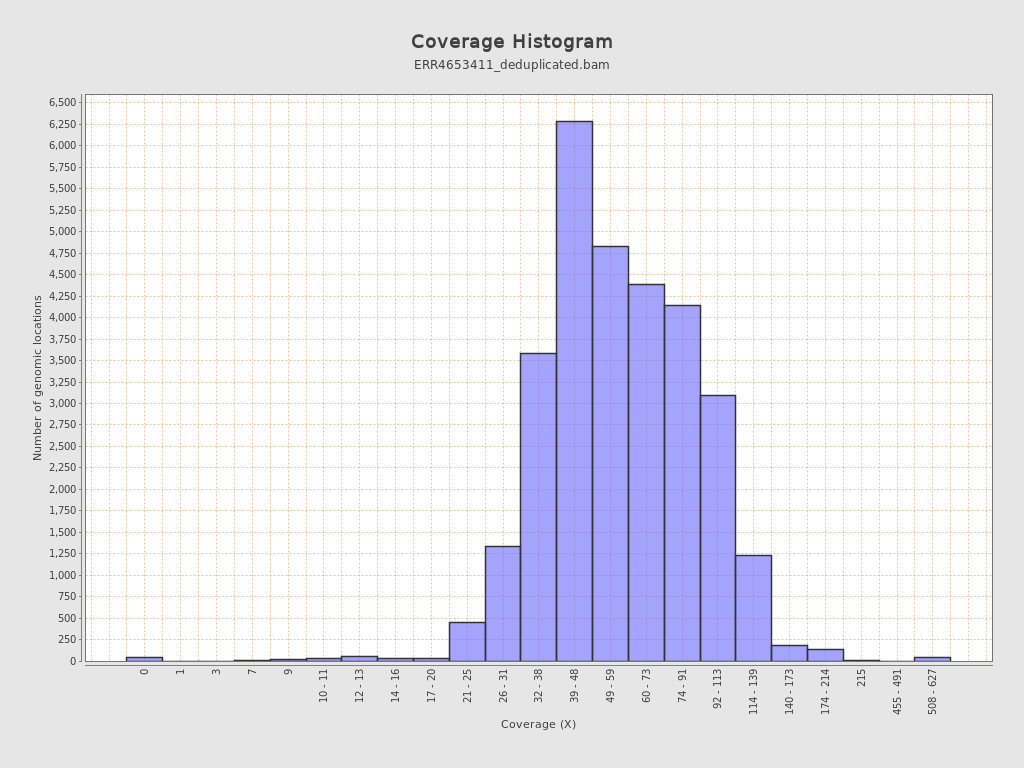 Coverage Histogram
ERR4653411_deduplicated.bam
Number of genomic locations
6,500
6,250
6,000
5,750
5,500
5,250
5,000
4,750
4,500
4,250
4,000
3,750
3,500
3,250
3,000
2,750
2,500
2,250
2,000
1,750
1,500
1,250
1,000
750
500
250
0
0
1
3
7
9
10 - 11
12 - 13
14 - 16
17 - 20
21 - 25
26 - 31
32 - 38
39 - 48
49 - 59
60 - 73
74 - 91
92 - 113
114 - 139
140 - 173
174 - 214
215
455 - 491
508 - 627
Coverage (X)